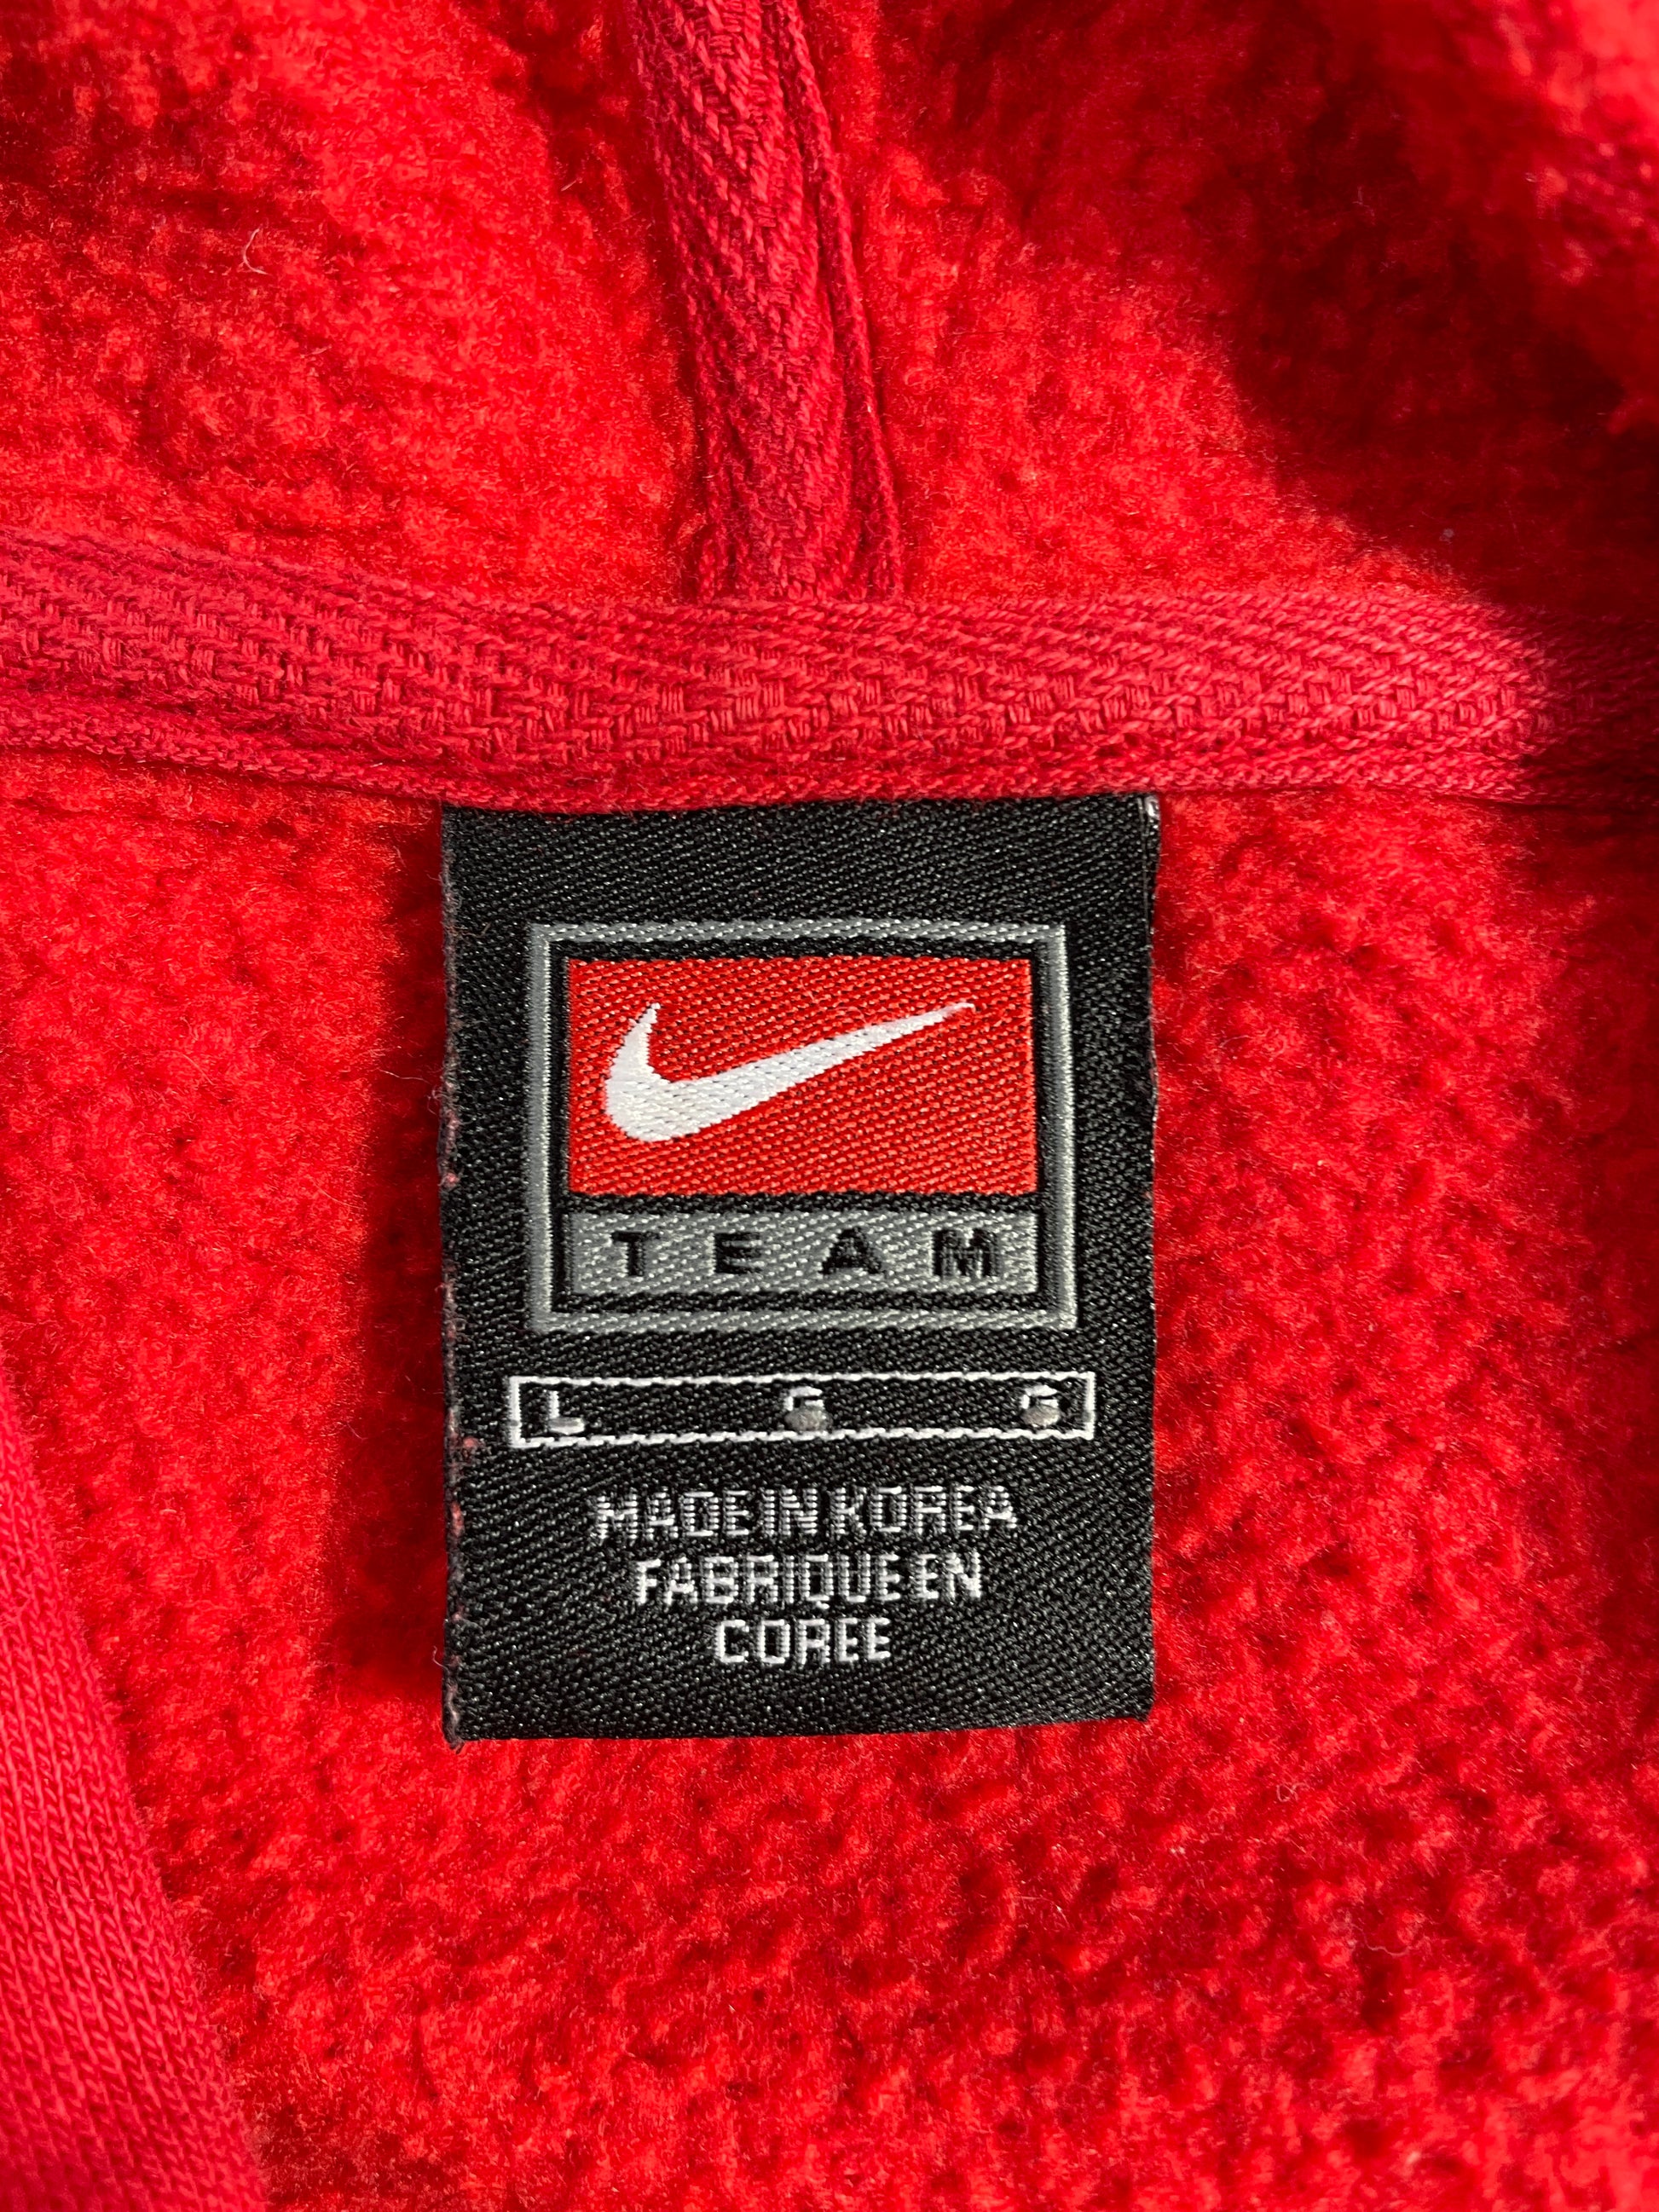 TEAM
L G G
MADE IN KOREA
FABRIQUE EN
COREE